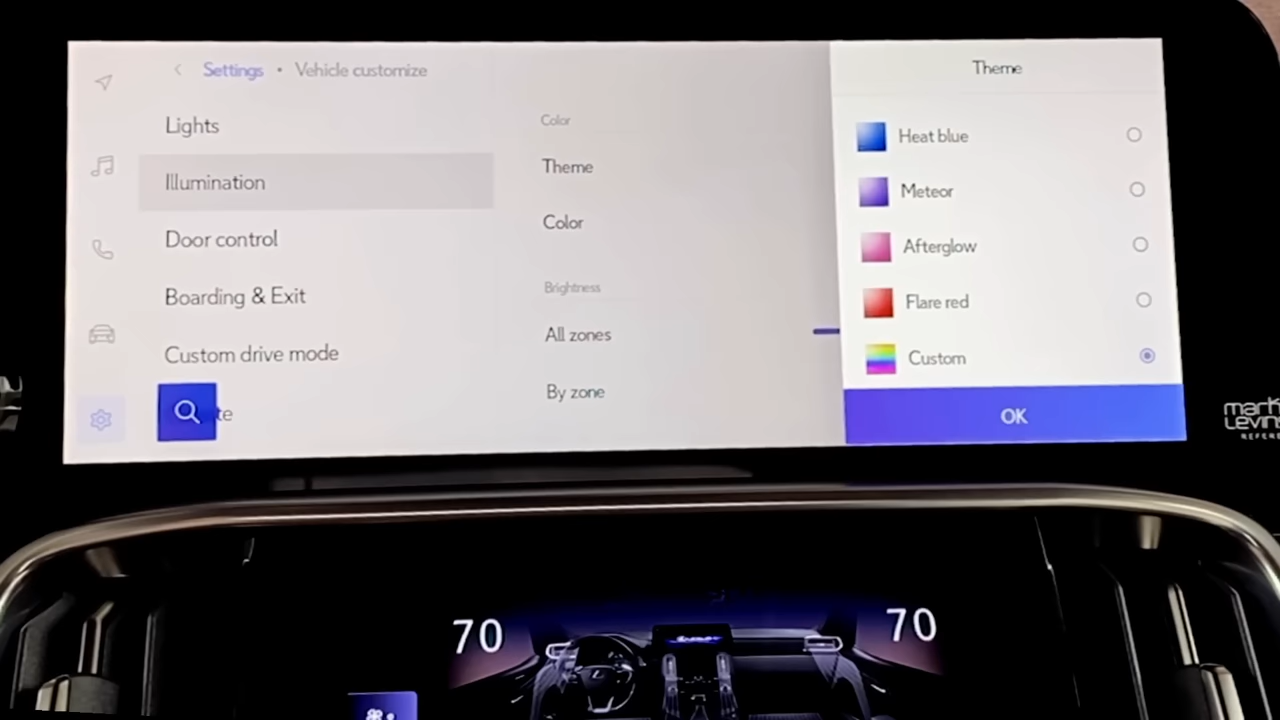 Settings • Vehicle customize
Lights
Illumination
Door control
Boarding & Exit
Custom drive mode
Color
Theme
Color
Brightness
All zones
By zone
Theme
Heat blue
Meteor
Afterglow
Flare red
Custom
OK
70
70